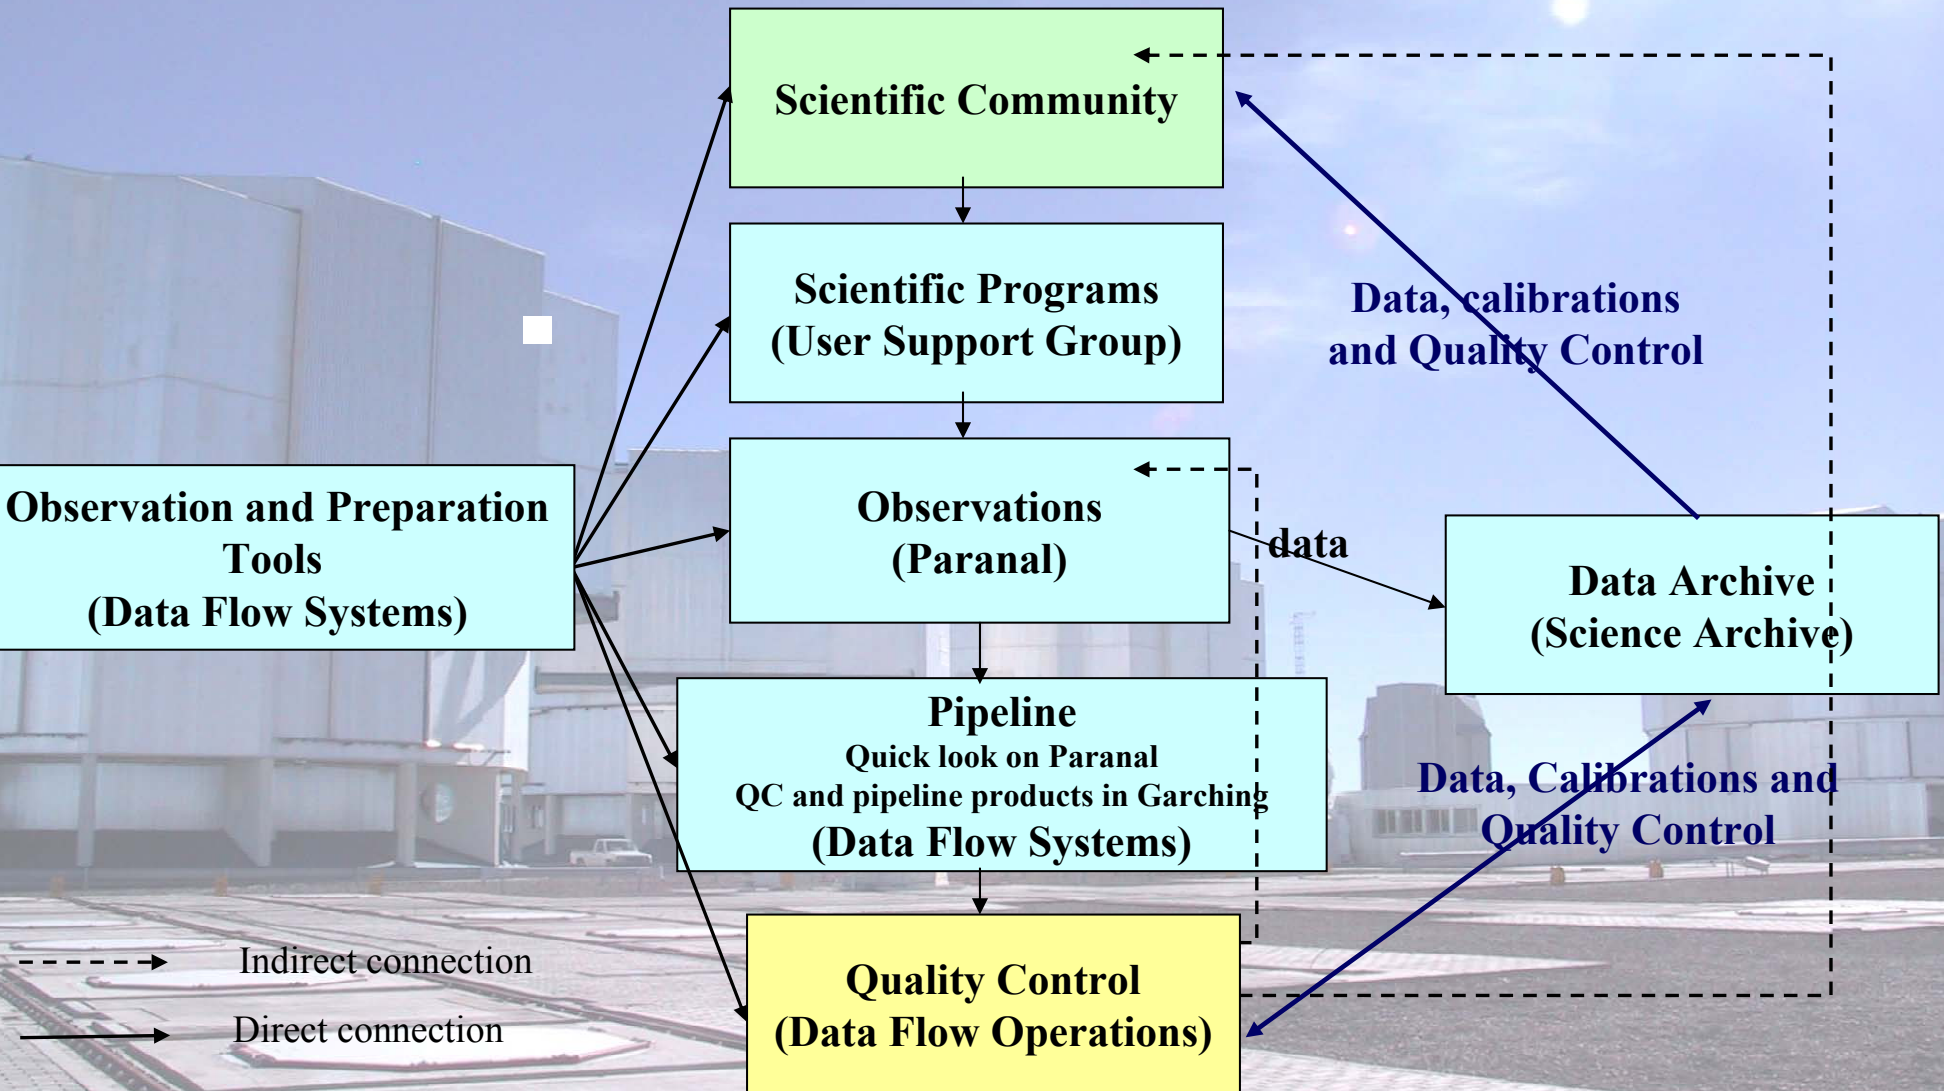 Scientific Community
Scientific Programs
(User Support Group)
Data, calibrations
and Quality Control
Observation and Preparation
Tools
(Data Flow Systems)
Observations
(Paranal)
data
Data Archive
(Science Archive)
Pipeline
Quick look on Paranal
QC and pipeline products in Garching
(Data Flow Systems)
Data, Calibrations and
Quality Control
Quality Control
(Data Flow Operations)
Indirect connection
Direct connection